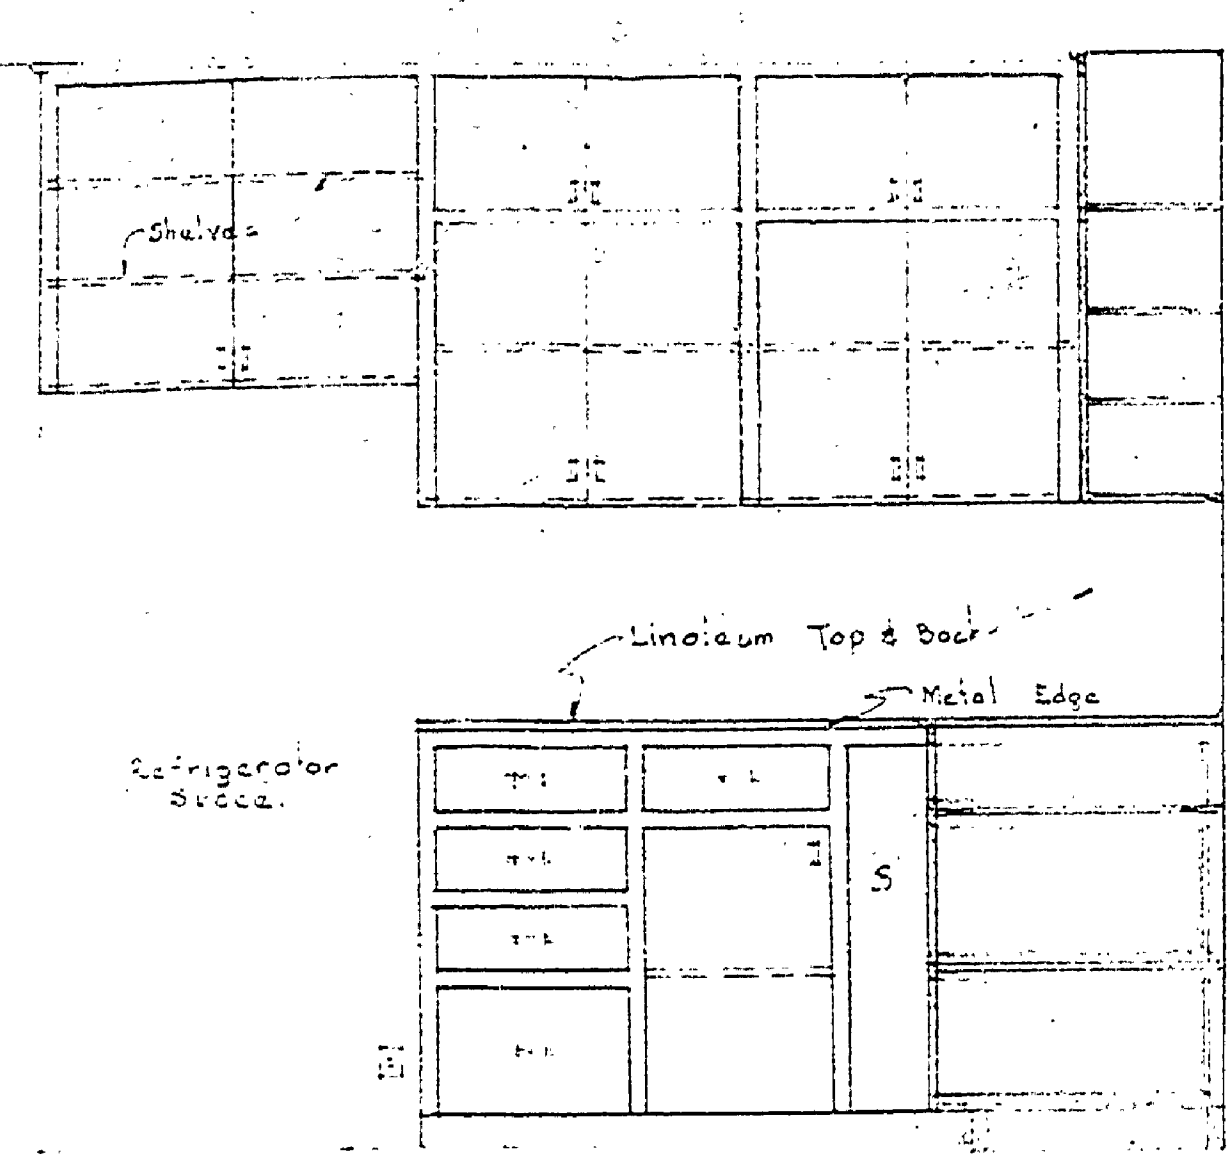 Shelves
Linoleum Top & Back
Metal Edge
Refrigerator
Space.
S